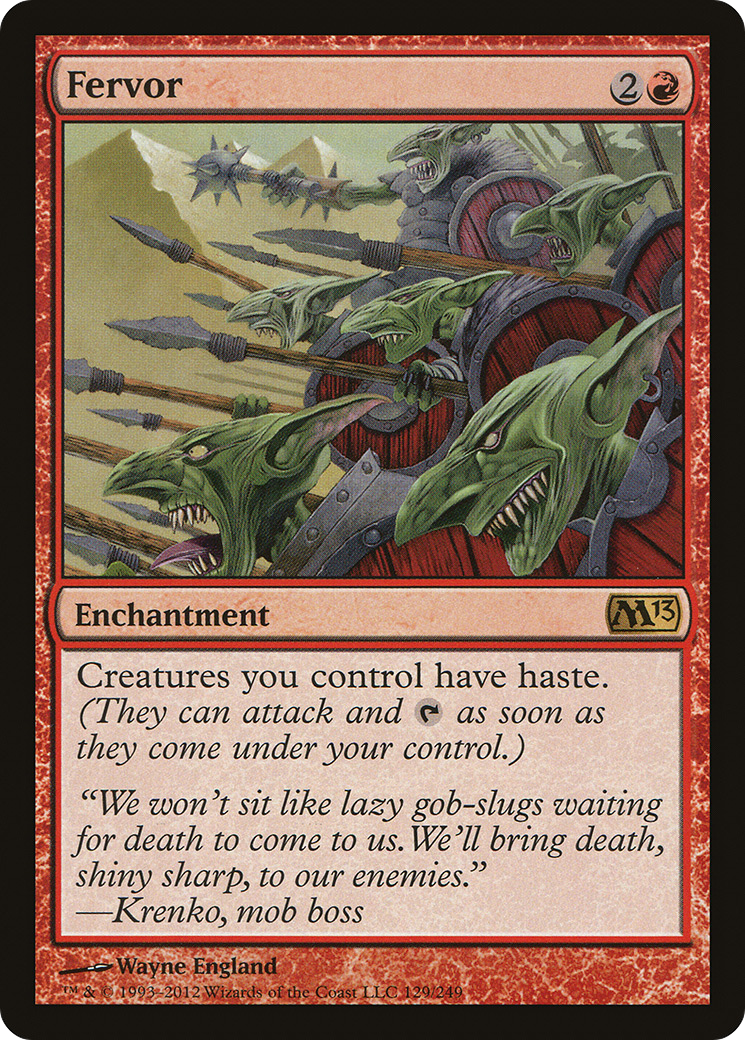 Fervor 2
M13
Enchantment
Creatures you control have haste.
(They can attack and as soon as
they come under your control.)
“We won’t sit like lazy gob-slugs waiting
for death to come to us. We’ll bring death,
shiny sharp, to our enemies.”
—Krenko, mob boss
Wayne England
™ & © 1993–2012 Wizards of the Coast LLC 129/249